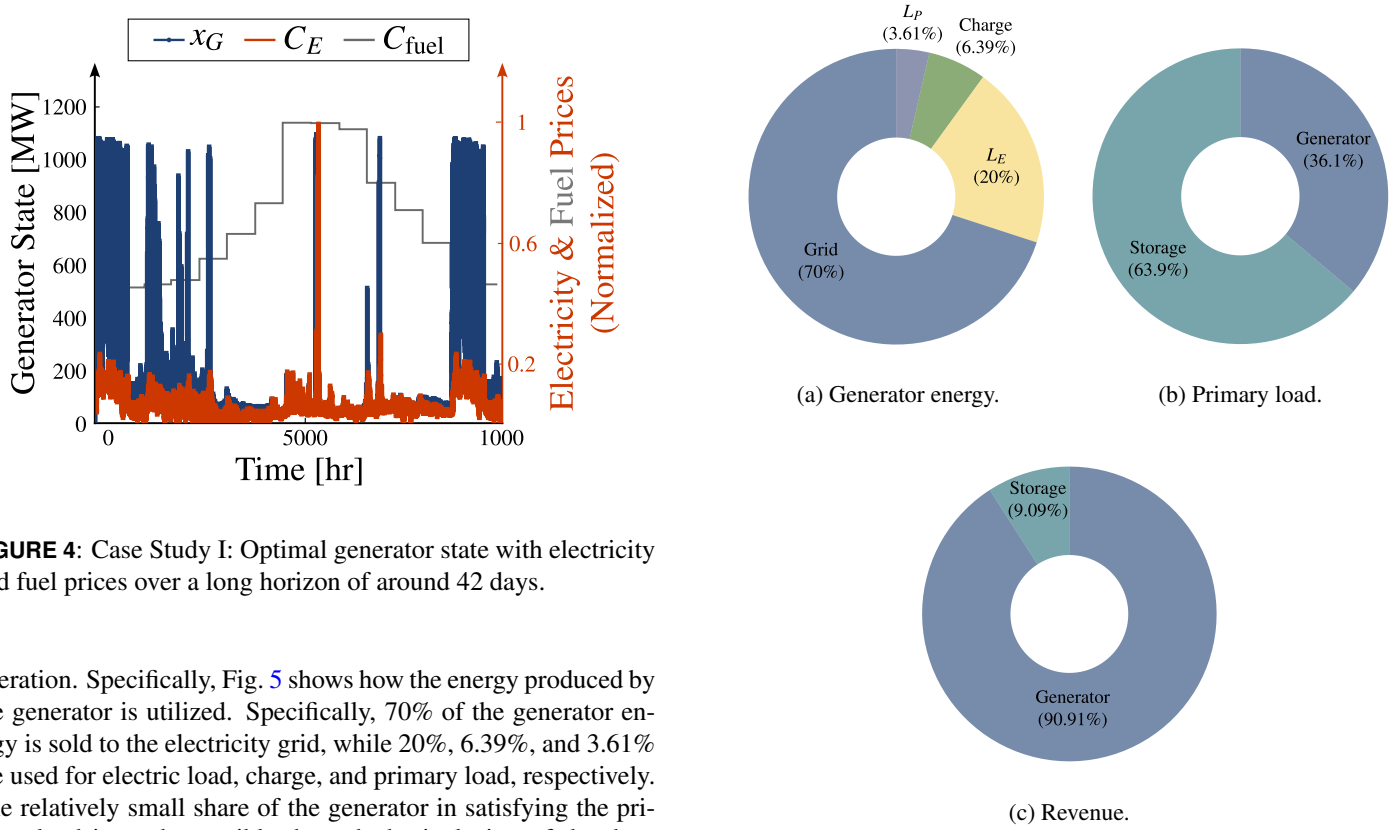 x_G C_E C_fuel
Generator State [MW]
1200
1000
800
600
400
200
0
1
0.6
0.2
Electricity & Fuel Prices
(Normalized)
0 5000 1000
Time [hr]
GURE 4: Case Study I: Optimal generator state with electricity
d fuel prices over a long horizon of around 42 days.
eration. Specifically, Fig. 5 shows how the energy produced by
e generator is utilized. Specifically, 70% of the generator en-
gy is sold to the electricity grid, while 20%, 6.39%, and 3.61%
e used for electric load, charge, and primary load, respectively.
e relatively small share of the generator in satisfying the pri-
L_P
(3.61%)
Charge
(6.39%)
L_E
(20%)
Grid
(70%)
(a) Generator energy.
Generator
(36.1%)
Storage
(63.9%)
(b) Primary load.
Storage
(9.09%)
Generator
(90.91%)
(c) Revenue.